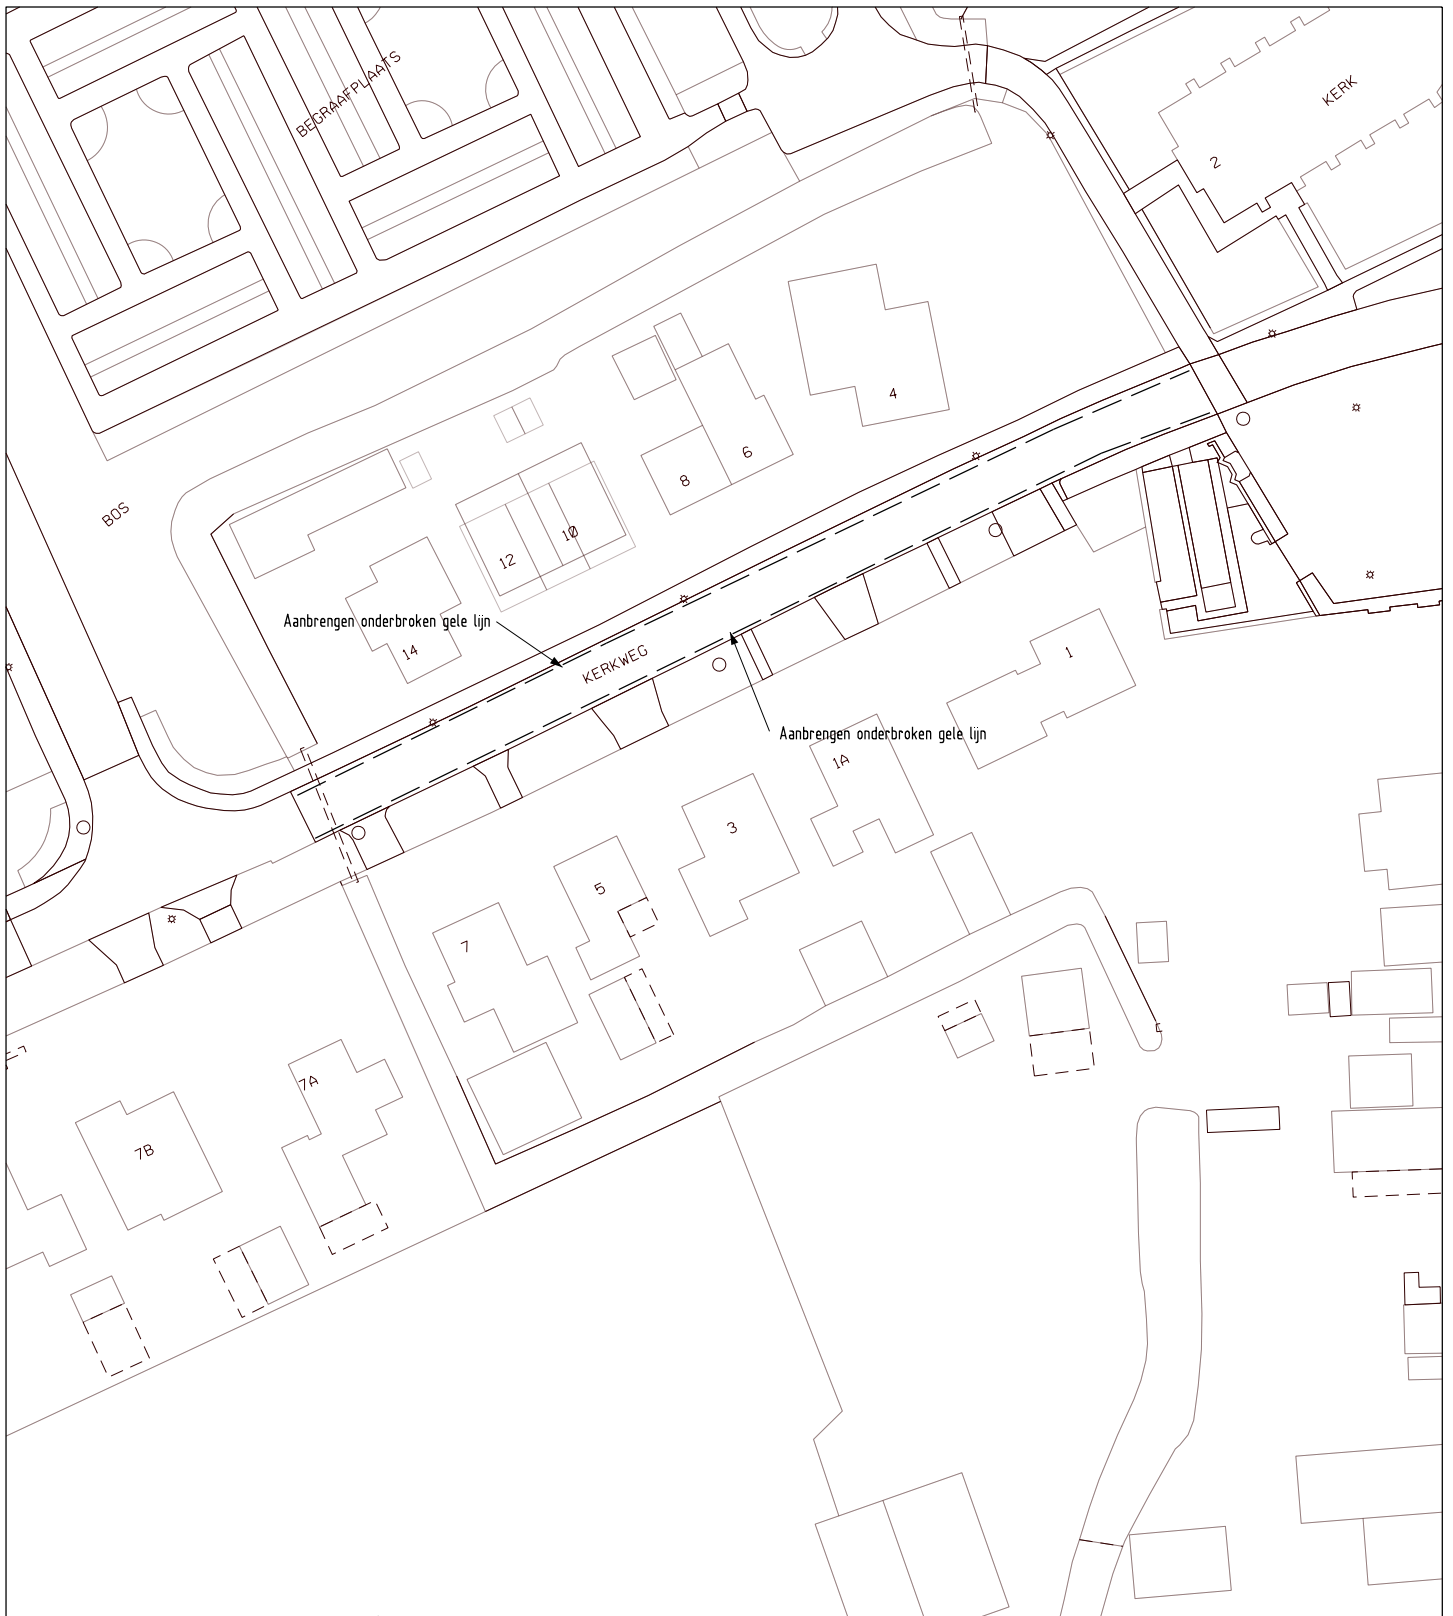 BEGRAAFPLAATS
KERK
2
4
6
8
BOS
10
12
Aanbrengen onderbroken gele lijn
14
KERKWEG
1
Aanbrengen onderbroken gele lijn
1A
3
5
7
7A
7B